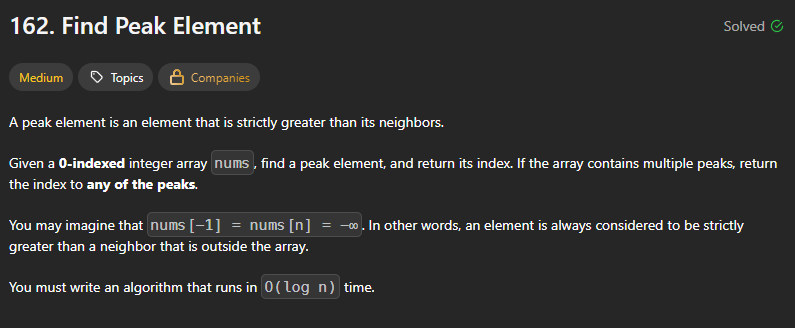 162. Find Peak Element
Solved
Medium
Topics
Companies
A peak element is an element that is strictly greater than its neighbors.
Given a 0-indexed integer array nums, find a peak element, and return its index. If the array contains multiple peaks, return
the index to any of the peaks.
You may imagine that nums[-1] = nums[n] = -∞. In other words, an element is always considered to be strictly
greater than a neighbor that is outside the array.
You must write an algorithm that runs in O(log n) time.